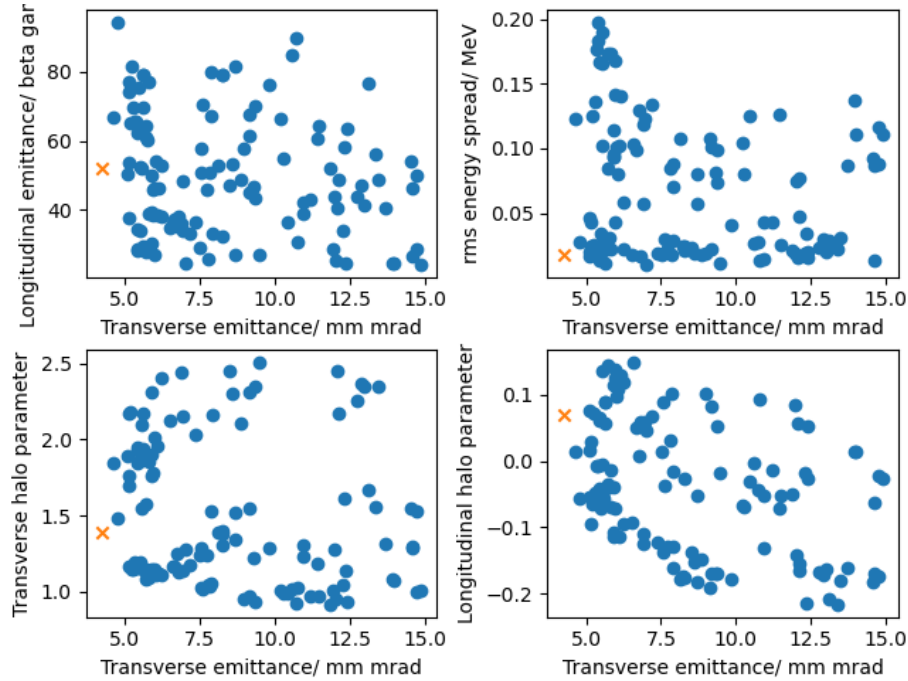 Longitudinal emittance/ beta gar
80
60
40
5.0 7.5 10.0 12.5 15.0
Transverse emittance/ mm mrad
rms energy spread/ MeV
0.20
0.15
0.10
0.05
5.0 7.5 10.0 12.5 15.0
Transverse emittance/ mm mrad
Transverse halo parameter
2.5
2.0
1.5
1.0
5.0 7.5 10.0 12.5 15.0
Transverse emittance/ mm mrad
Longitudinal halo parameter
0.1
0.0
−0.1
−0.2
5.0 7.5 10.0 12.5 15.0
Transverse emittance/ mm mrad